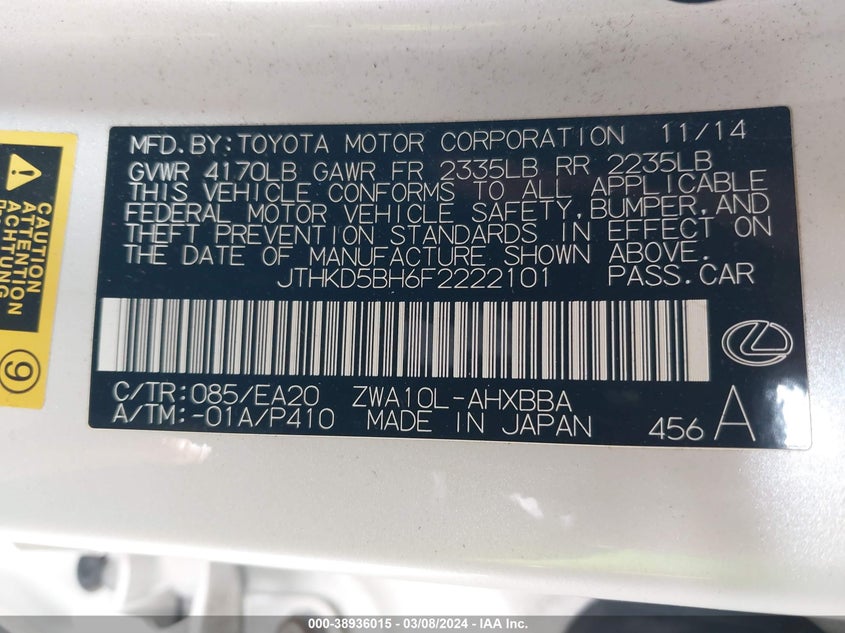 MFD. BY: TOYOTA MOTOR CORPORATION 11/14
GVWR 4170LB GAWR FR 2335LB RR 2235LB
THIS VEHICLE CONFORMS TO ALL APPLICABLE
FEDERAL MOTOR VEHICLE SAFETY, BUMPER, AND
THEFT PREVENTION STANDARDS IN EFFECT ON
THE DATE OF MANUFACTURE SHOWN ABOVE.
JTHKD5BH6F2222101 PASS. CAR
C/TR: 085/EA20 ZWA10L-AHXBBA
A/TM: -01A/P410 MADE IN JAPAN 456 A
CAUTION
ATTENTION
ACHTUNG
9
000-38936015 - 03/08/2024 - IAA Inc.